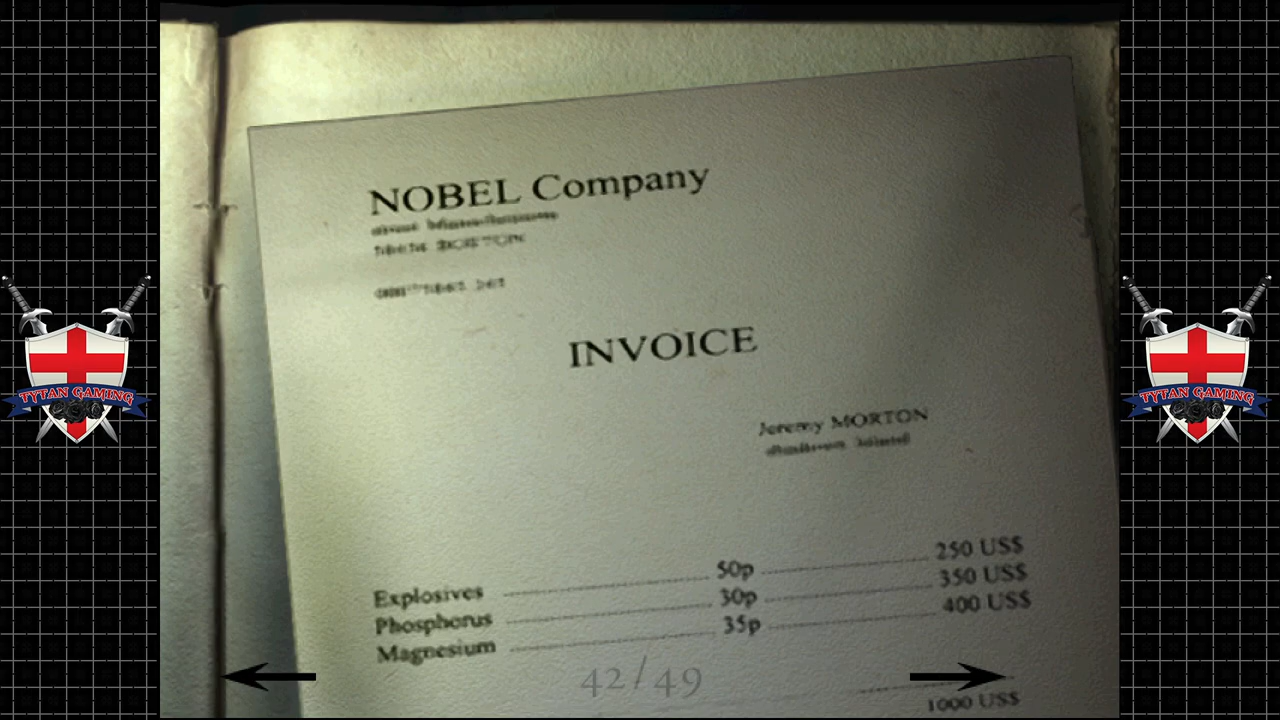 NOBEL Company
INVOICE
Jeremy MORTON
Explosives 50p 250 US$
Phosphorus 30p 350 US$
Magnesium 35p 400 US$
1000 US$
42/49
TYTAN GAMING
TYTAN GAMING